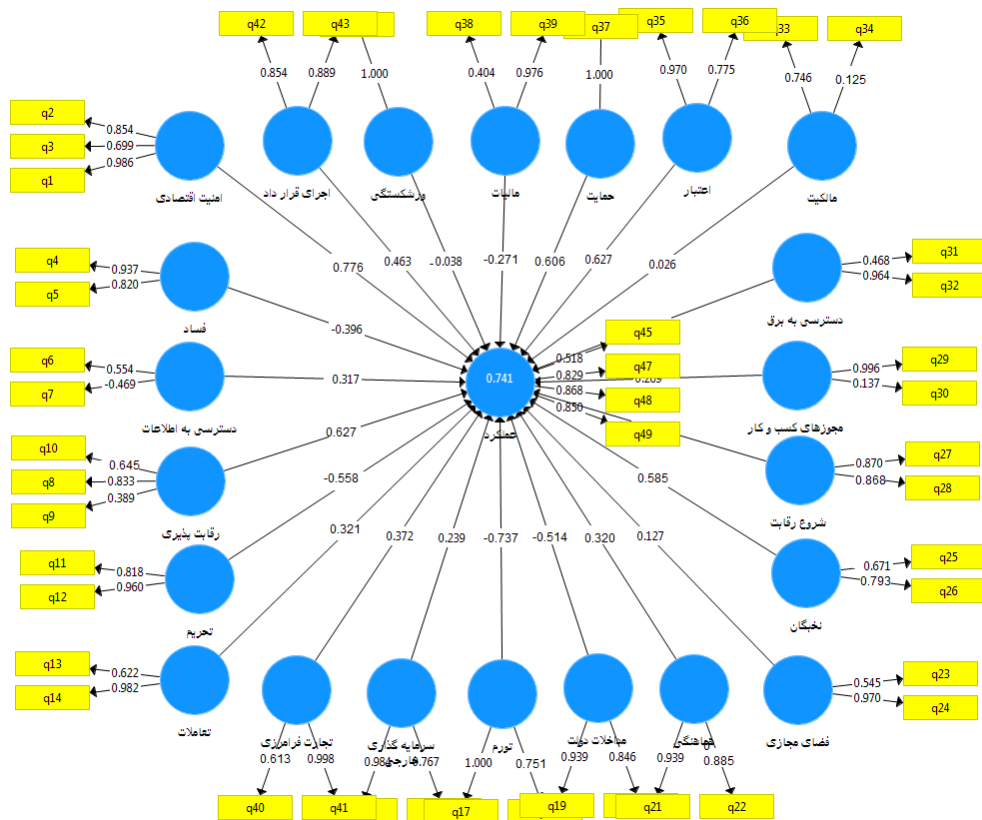 q42
q43
q38
q39
q37
q35
q36
q33
q34
0.854
0.889
1.000
0.404
0.976
1.000
0.970
0.775
0.746
0.125
q2
q3
q1
0.854
0.699
0.986
امنیت اقتصادی
اجرای قرار داد
ورشکستگی
مالیات
حمایت
اعتبار
مالکیت
0.776
0.463
-0.038
-0.271
0.606
0.627
0.026
q4
q5
0.937
0.820
فساد
-0.396
q31
q32
0.468
0.964
دسترسی به برق
q6
q7
0.554
-0.469
دسترسی به اطلاعات
0.317
0.741
عملکرد
q45
q47
q48
q49
0.518
0.829
0.868
0.850
q29
q30
0.996
0.137
مجوزهای کسب و کار
q10
q8
q9
0.645
0.833
0.389
رقابت پذیری
0.627
q27
q28
0.870
0.868
شروع رقابت
q11
q12
0.818
0.960
تحریم
-0.558
0.585
q25
q26
0.671
0.793
نخبگان
q13
q14
0.622
0.982
تعاملات
0.321
0.372
0.239
-0.737
-0.514
0.320
0.127
q23
q24
0.545
0.970
فضای مجازی
تجارت فرامرزی
سرمایه گذاری
خارجی
تورم
مداخلات دولت
هماهنگی
0.613
0.998
0.767
1.000
0.751
0.939
0.846
0.939
0.885
q40
q41
q17
q19
q21
q22